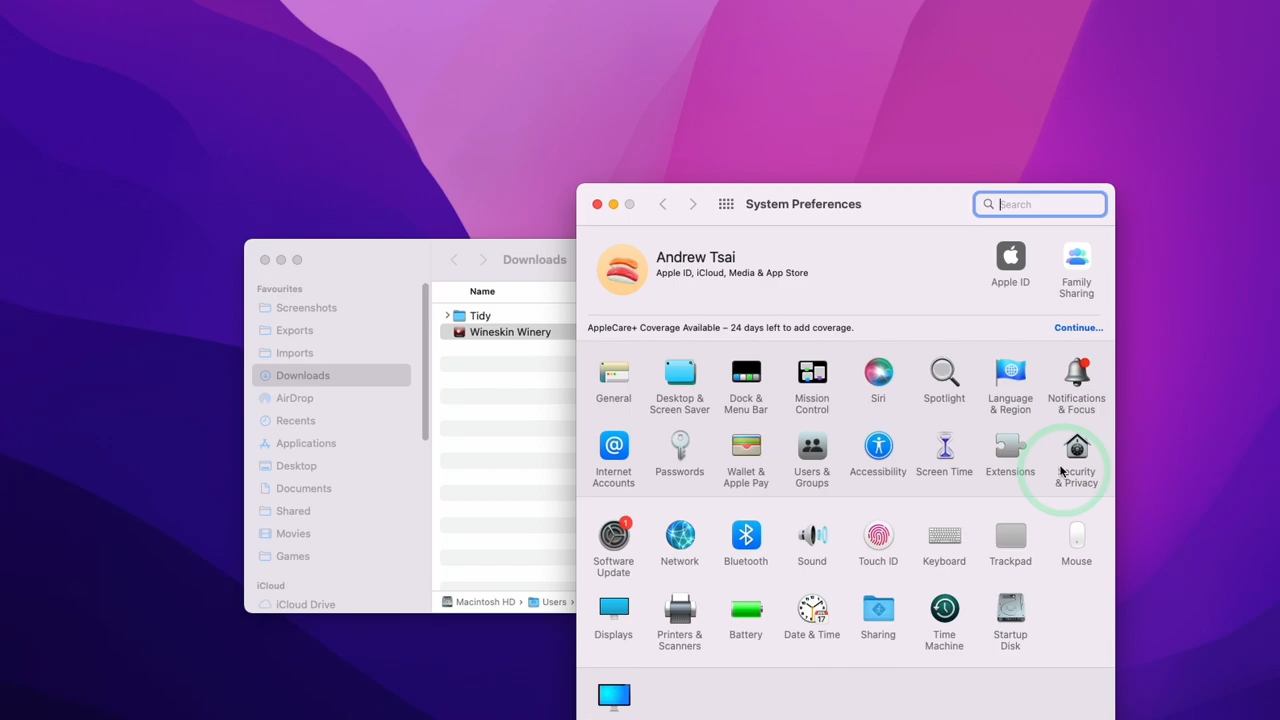 Downloads
Favourites
Screenshots
Exports
Imports
Downloads
AirDrop
Recents
Applications
Desktop
Documents
Shared
Movies
Games
iCloud
iCloud Drive
Name
Tidy
Wineskin Winery
Macintosh HD › Users ›
System Preferences
Search
Andrew Tsai
Apple ID, iCloud, Media & App Store
Apple ID
Family
Sharing
AppleCare+ Coverage Available – 24 days left to add coverage.
Continue...
General
Desktop &
Screen Saver
Dock &
Menu Bar
Mission
Control
Siri
Spotlight
Language
& Region
Notifications
& Focus
Internet
Accounts
Passwords
Wallet &
Apple Pay
Users &
Groups
Accessibility
Screen Time
Extensions
Security
& Privacy
1
Software
Update
Network
Bluetooth
Sound
Touch ID
Keyboard
Trackpad
Mouse
Displays
Printers &
Scanners
Battery
JUL
17
Date & Time
Sharing
Time
Machine
Startup
Disk